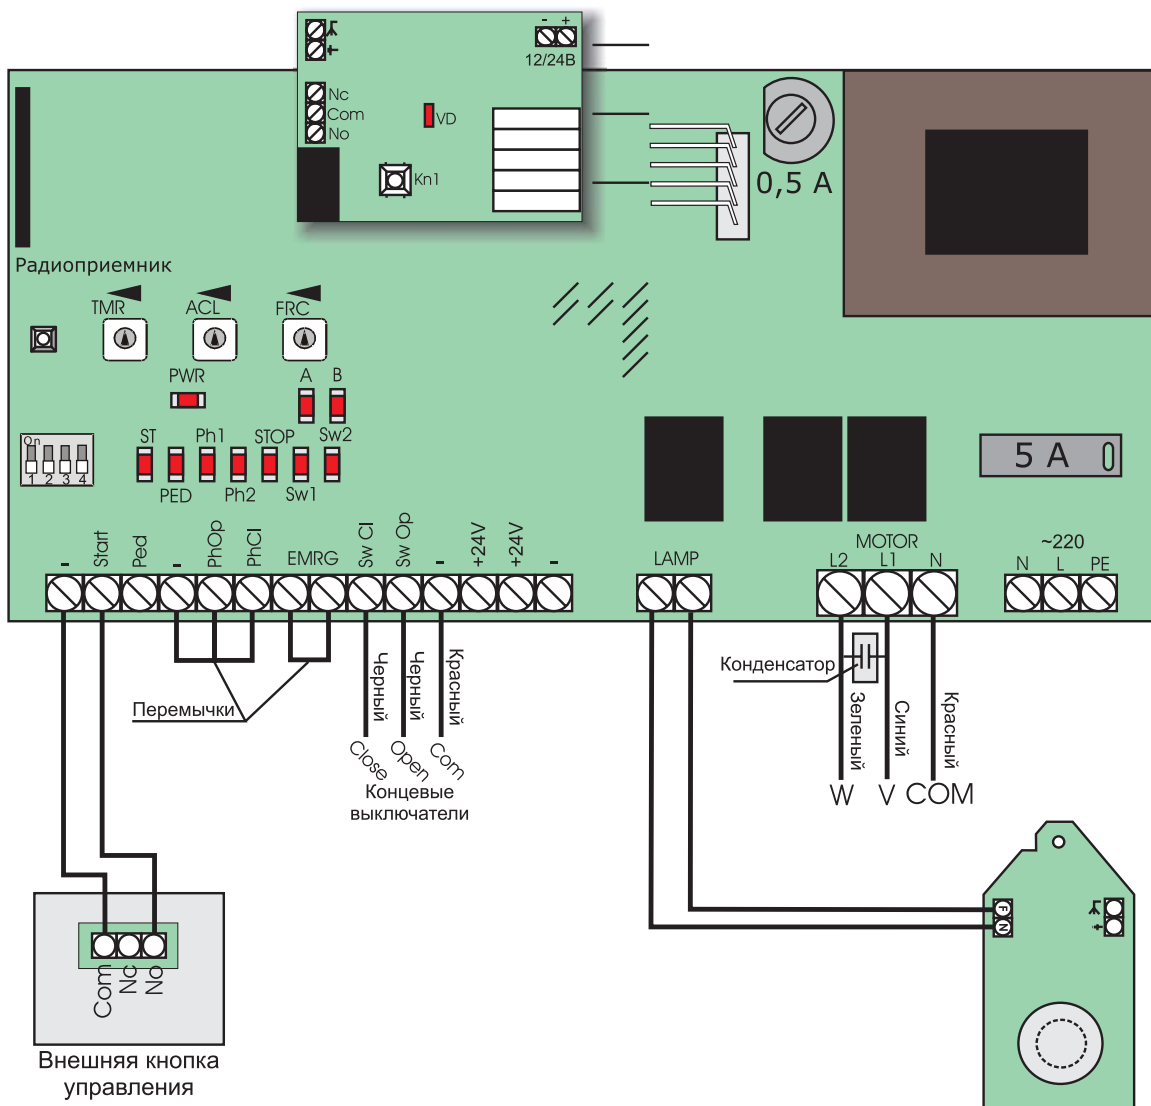 - +
12/24В
Nc
Com
No
VD
Kn1
0,5 А
Радиоприемник
TMR ACL FRC
PWR A B
On
1 2 3 4
ST Ph1 STOP Sw2
PED Ph2 Sw1
5 А
- Start Ped - PhOp PhCl EMRG Sw Cl Sw Op - +24V +24V -
LAMP
MOTOR
L2 L1 N
~220
N L PE
Перемычки
Черный
Черный
Красный
Close
Open
Com
Концевые
выключатели
Конденсатор
Зеленый
Синий
Красный
W V COM
F
N
Com
Nc
No
Внешняя кнопка
управления